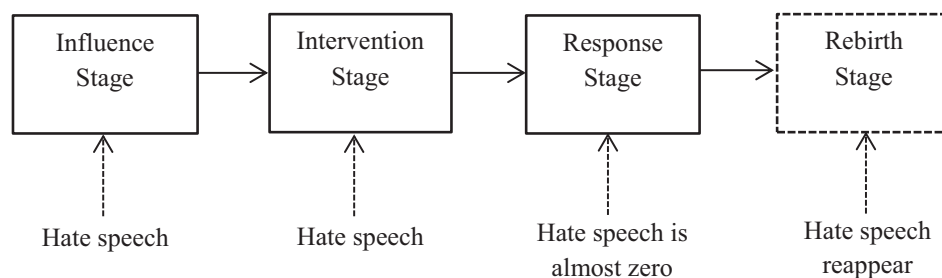 Influence
Stage
Intervention
Stage
Response
Stage
Rebirth
Stage
Hate speech
Hate speech
Hate speech is
almost zero
Hate speech
reappear